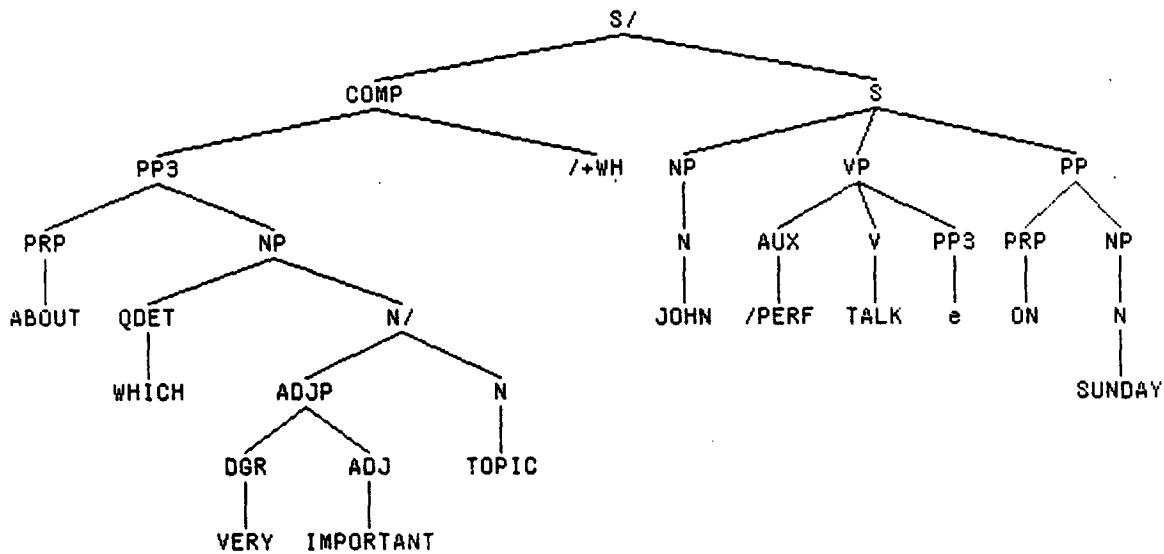 S/
COMP S
PP3 /+WH NP VP PP
PRP NP N AUX V PP3 PRP NP
ABOUT QDET N/ JOHN /PERF TALK e ON N
WHICH ADJP N SUNDAY
DGR ADJ TOPIC
VERY IMPORTANT